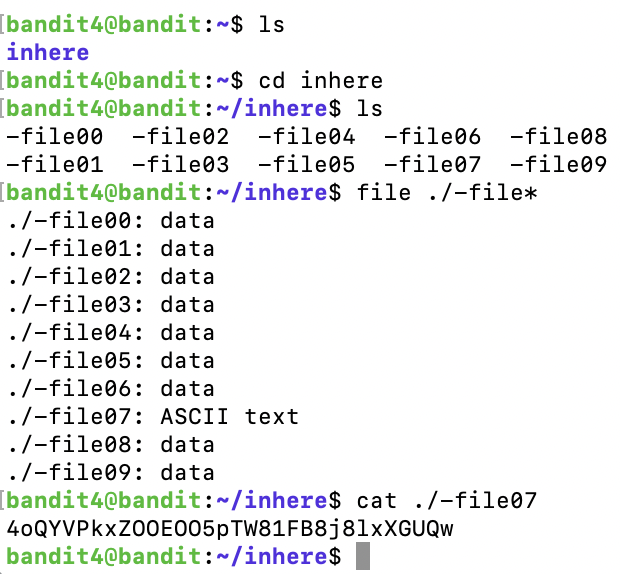 [bandit4@bandit:~$ ls
inhere
[bandit4@bandit:~$ cd inhere
[bandit4@bandit:~/inhere$ ls
-file00  -file02  -file04  -file06  -file08
-file01  -file03  -file05  -file07  -file09
[bandit4@bandit:~/inhere$ file ./-file*
./-file00: data
./-file01: data
./-file02: data
./-file03: data
./-file04: data
./-file05: data
./-file06: data
./-file07: ASCII text
./-file08: data
./-file09: data
[bandit4@bandit:~/inhere$ cat ./-file07
4oQYVPkxZOOEOO5pTW81FB8j8lxXGUQw
bandit4@bandit:~/inhere$